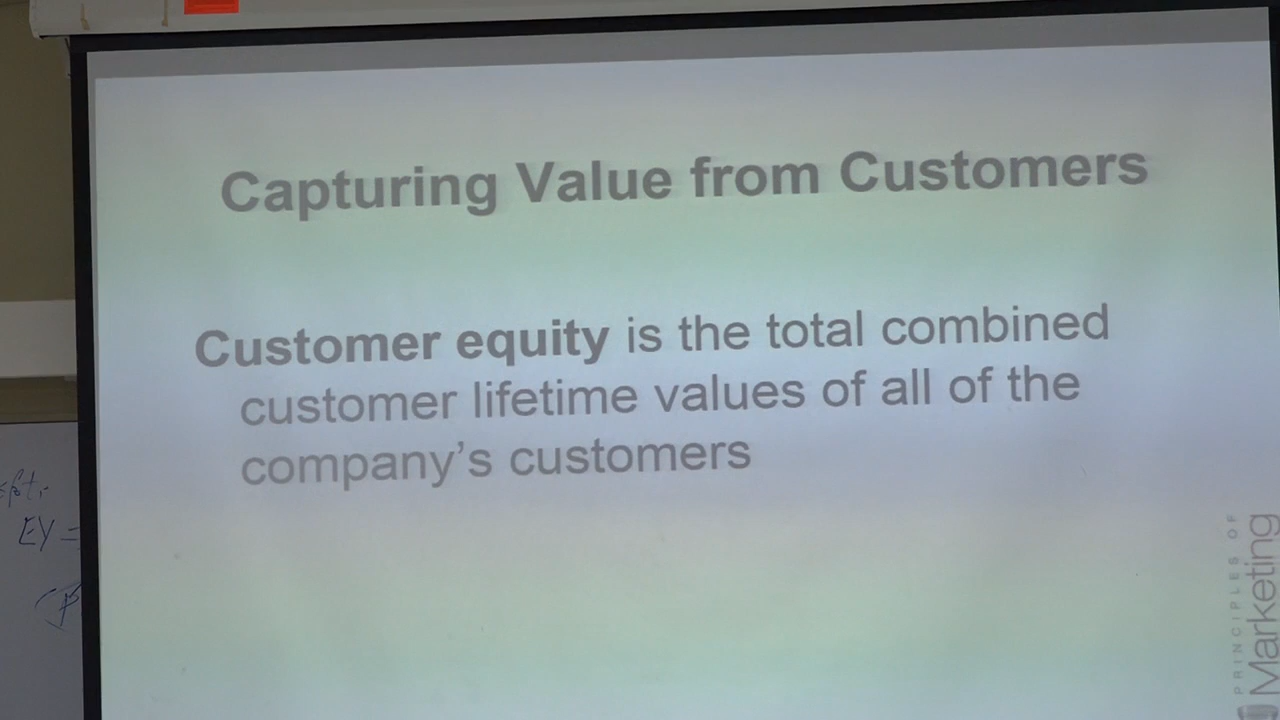 Capturing Value from Customers
Customer equity is the total combined
customer lifetime values of all of the
company’s customers
PRINCIPLES OF
Marketing
EY =